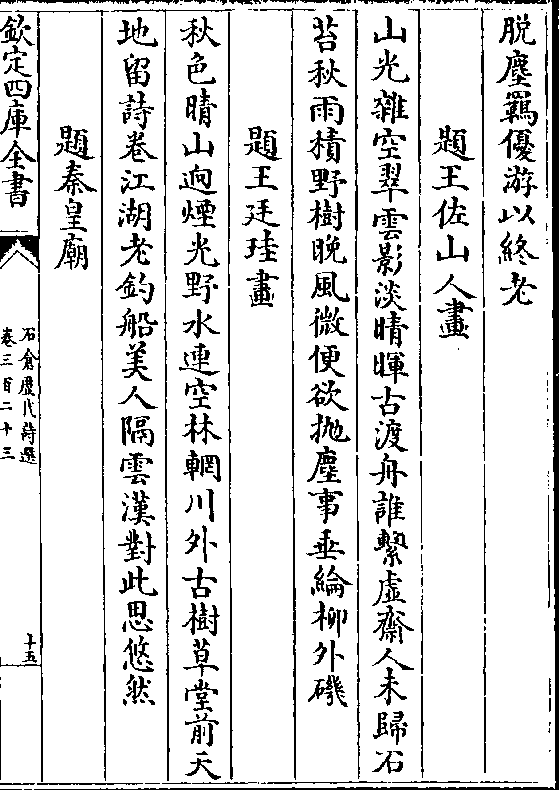 脱塵羈優游以終老
題王佐山人畫
山光雜空翠雲影淡晴暉古渡舟誰繫虚齋人未歸石
苔秋雨積野樹晚風微便欲抛塵事垂綸柳外磯
題王廷珪畫
秋色晴山逈煙光野水連空林輞川外古樹草堂前天
地留詩卷江湖老釣船美人隔雲漢對此思悠然
題秦皇廟
欽定四庫全書
石倉歷代詩選
卷三百二十三
十五